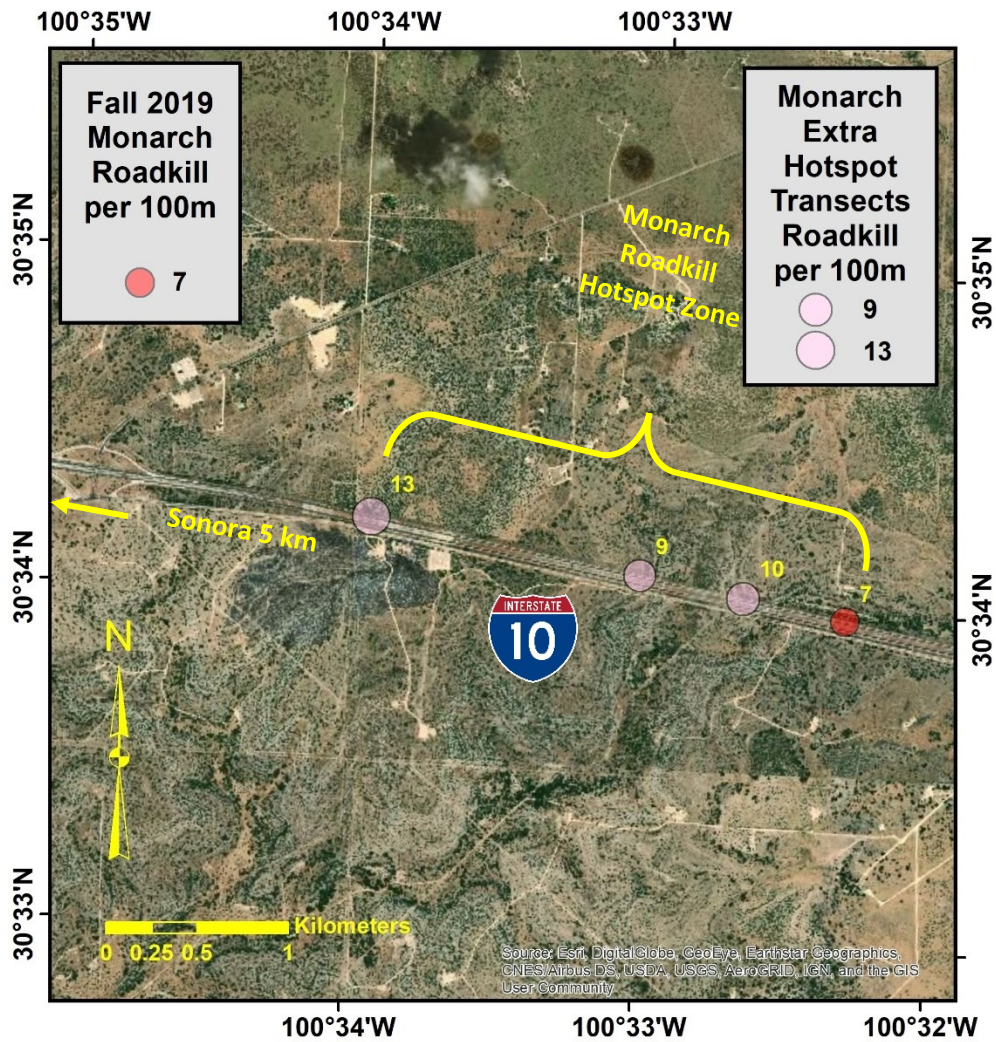 100°35'W
100°34'W
100°33'W
Fall 2019
Monarch
Roadkill
per 100m
7
Monarch
Extra
Hotspot
Transects
Roadkill
per 100m
9
13
30°35'N
30°35'N
Monarch
Roadkill
Hotspot Zone
13
9
10
7
Sonora 5 km
30°34'N
30°34'N
INTERSTATE
10
N
30°33'N
Kilometers
0 0.25 0.5 1
Source: Esri, DigitalGlobe, GeoEye, Earthstar Geographics,
CNES/Airbus DS, USDA, USGS, AeroGRID, IGN, and the GIS
User Community
100°34'W
100°33'W
100°32'W